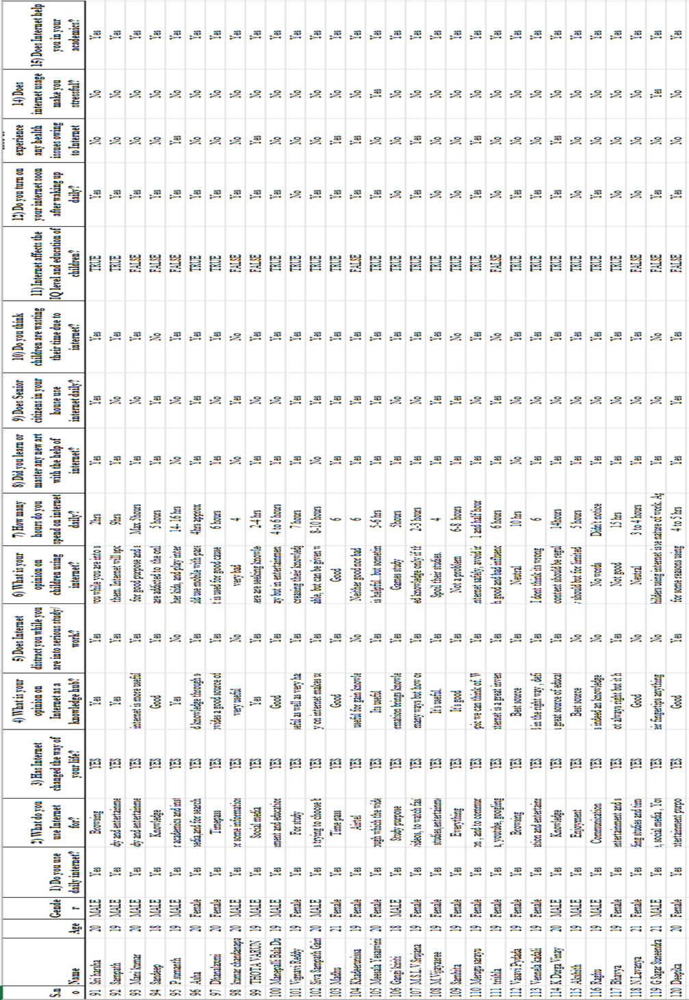 S.n
o
Name
Age
Gende
r
1) Do you use
daily internet?
2) What do you
use Internet
for?
3) Has Internet
changed the way of
your life?
4) What is your
opinion on
Internet as a
knowledge hub?
5) Does Internet
distract you while you
are into serious study/
work?
6) What is your
opinion on
children using
internet?
7) How many
hours do you
spend on internet
daily?
8) Did you learn or
master any new art
with the help of
internet?
9) Does Senior
citizens in your
house use
internet daily?
10) Do you think
children are wasting
their time due to
internet?
11) Internet affects the
IQ level and education of
children?
12) Do you turn on
your internet soon
after waking up
daily?
experience
any health
issues owing
to Internet
14) Does
internet usage
make you
stressful?
15) Does Internet help
you in your
academics?
91 Sri harsha 20 MALE Yes Browsing YES Yes Yes ou while you are into s 2hrs Yes Yes Yes TRUE Yes No No Yes
92 Sampath 19 MALE Yes dy and entertainme YES Yes Yes them. Internet will spo 9hrs Yes No Yes TRUE Yes No No Yes
93 Mani kumar 20 MALE Yes dy and entertainme YES internet is more useful Yes for good purpose and s Max 5hours Yes No Yes FALSE Yes No No Yes
94 Sandeep 18 MALE Yes Knowledge YES Good Yes are addicted to the onl 5 hours Yes Yes No FALSE No No No Yes
95 P.sumanth 19 MALE Yes r academics and inst YES Yes No her kids, and play inter 14-16 hrs No No Yes FALSE Yes Yes No Yes
96 Asha 20 Female Yes edia,and for search YES d knowledge through s Yes ld use mobile with pare 4hrs approx Yes Yes Yes TRUE Yes No No Yes
97 Dhanalaxmi 20 Female Yes Timepass YES ovides a good source of Yes t is used for good cause 6 hours Yes No Yes TRUE Yes No No Yes
98 kumar chandanapa 20 MALE Yes r some information YES very useful No very bad 4 No Yes No FALSE Yes No No Yes
99 THOTA VARUN 19 MALE Yes Social media YES Yes Yes ere are seeking knowle 2-4 hrs Yes No Yes FALSE Yes Yes No Yes
100 Manepalli Bala Do 19 MALE Yes nment and education YES Good Yes ay but in entertainmen 4 to 6 hours Yes No Yes TRUE Yes No No Yes
101 Vignavi Reddy 19 Female Yes For study YES eful as well as very ha Yes creasing their knowledg 7 hours Yes Yes Yes TRUE No No No Yes
102 Siva Sampath Gan 20 MALE Yes s trying to choose b YES y on internet makes u Yes able, but can be given w 8-10 hours No Yes Yes TRUE Yes No No Yes
103 Madhu 21 Female Yes Time pass YES Good Yes Good 6 Yes Yes Yes TRUE Yes Yes No Yes
104 Khadeerunissa 19 Female Yes Airtel YES useful for gain knowle No Neither good nor bad 6 Yes Yes Yes FALSE Yes Yes No Yes
105 Meesala Yesaswini 20 Female Yes ough which the wide YES Its useful Yes is helpful..but sometim 5-6 hrs Yes Yes Yes TRUE Yes No Yes Yes
106 Gangi kiriti 18 MALE Yes Study purpose YES rmation brings knowle Yes Games study 5hours Yes No Yes TRUE No No No Yes
107 M.S.L.V.Srujana 19 Female Yes videos, to watch fas YES many ways but how or Yes ed knowledge only if it 2-3 hours Yes No Yes TRUE Yes Yes No Yes
108 M.Vijayasree 19 Female Yes studies,entertainm YES It's useful. Yes Spoil their studies. 4 Yes Yes Yes TRUE No No No Yes
109 Samhita 19 Female Yes Everything YES It's good Yes Not a problem 6-8 hours Yes Yes No TRUE No No No Yes
110 Merugu sarayu 19 Female Yes on , and to commun YES pic we can think of. W Yes nternet safely, avoid ir 1 and half hour Yes Yes Yes TRUE Yes Yes No Yes
111 trishla 19 Female Yes a, youtube, googling YES ternet is a great inven Yes h good and bad influenc 6 hours Yes Yes No FALSE No No No Yes
112 Vasavi Pydada 19 Female Yes Browsing YES Best source Yes Neutral 10 hrs No No Yes TRUE Yes No No Yes
113 Veneela kadali 19 Female Yes ation and entertain YES l in the right way , defi Yes I dont think its wrong 6 Yes No Yes TRUE Yes No No Yes
114 K Durga Vinay 20 MALE Yes Knowledge YES a great source of educat Yes content should be regul 14hours Yes Yes Yes TRUE Yes Yes No Yes
115 Akshith 19 MALE Yes Enjoyment YES Best source No y should but for limited 5 hours Yes No Yes TRUE No No No Yes
116 Raghu 19 MALE Yes Communication YES s indeed an knowledge No No words Didn't notice Yes No Yes TRUE Yes No No Yes
117 Bhavya 19 Female Yes entertainment and s YES ot always right but it h Yes Not good 15 hrs Yes No Yes TRUE No No No Yes
118 N.Lavanya 21 Female Yes ding studies and tim YES Good No Neutral 3 to 4 hours Yes No Yes FALSE No No No Yes
119 G Sagar Surendra 21 MALE Yes e, social media , You YES eir fingertips anything No hilders using internet is e nature of work. Ap Yes No No FALSE Yes No Yes Yes
120 Deepika 20 Female Yes tertainment purpo YES Good Yes for some reasons using 4 to 5 hrs Yes Yes Yes TRUE Yes No No Yes